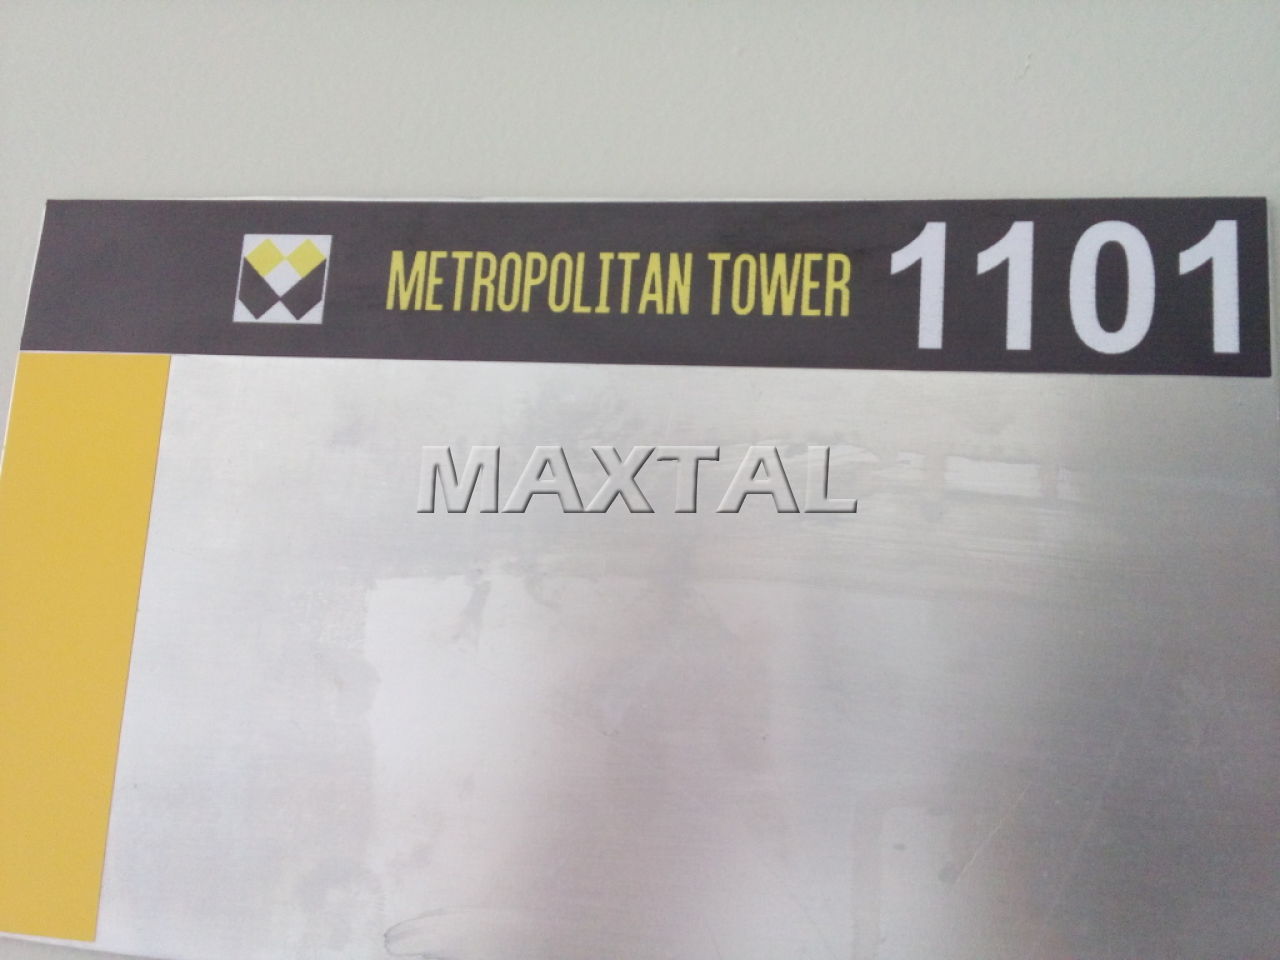 METROPOLITAN TOWER 1101
MAXTAL